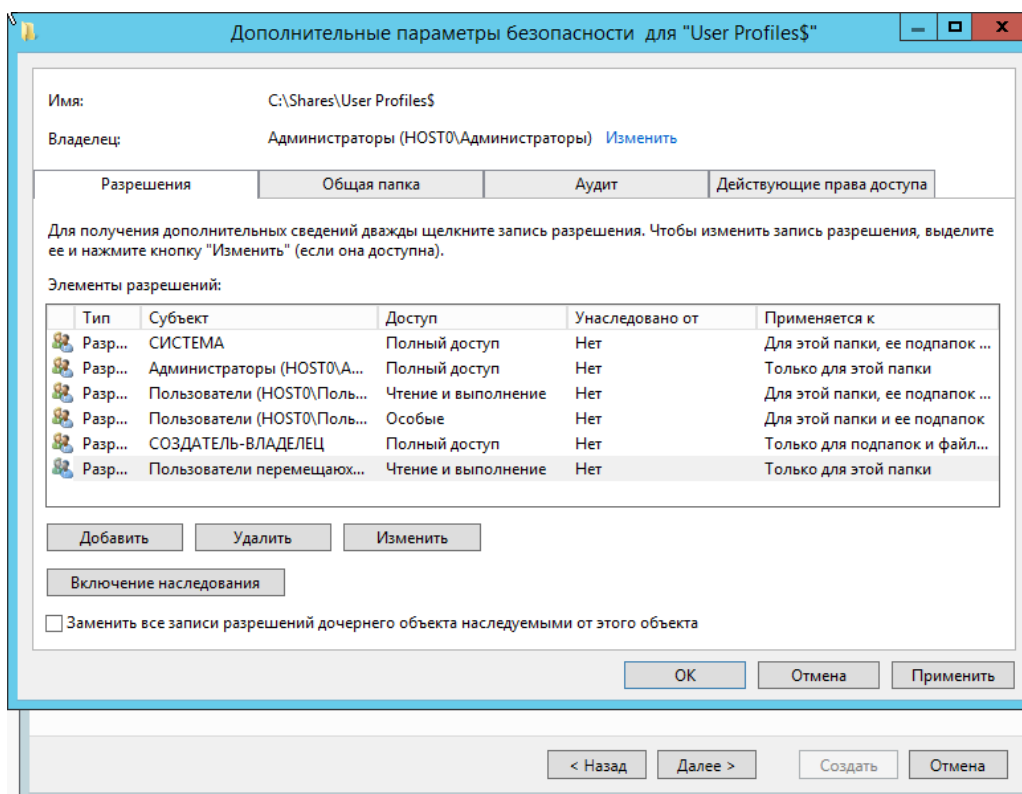 Дополнительные параметры безопасности для "User Profiles$"
Имя: C:\Shares\User Profiles$
Владелец: Администраторы (HOST0\Администраторы) Изменить
Разрешения Общая папка Аудит Действующие права доступа
Для получения дополнительных сведений дважды щелкните запись разрешения. Чтобы изменить запись разрешения, выделите
ее и нажмите кнопку "Изменить" (если она доступна).
Элементы разрешений:
Тип Субъект Доступ Унаследовано от Применяется к
Разр... СИСТЕМА Полный доступ Нет Для этой папки, ее подпапок ...
Разр... Администраторы (HOST0\А... Полный доступ Нет Только для этой папки
Разр... Пользователи (HOST0\Поль... Чтение и выполнение Нет Для этой папки, ее подпапок ...
Разр... Пользователи (HOST0\Поль... Особые Нет Для этой папки и ее подпапок
Разр... СОЗДАТЕЛЬ-ВЛАДЕЛЕЦ Полный доступ Нет Только для подпапок и файл...
Разр... Пользователи перемещаюх... Чтение и выполнение Нет Только для этой папки
Добавить Удалить Изменить
Включение наследования
Заменить все записи разрешений дочернего объекта наследуемыми от этого объекта
ОК Отмена Применить
< Назад Далее > Создать Отмена